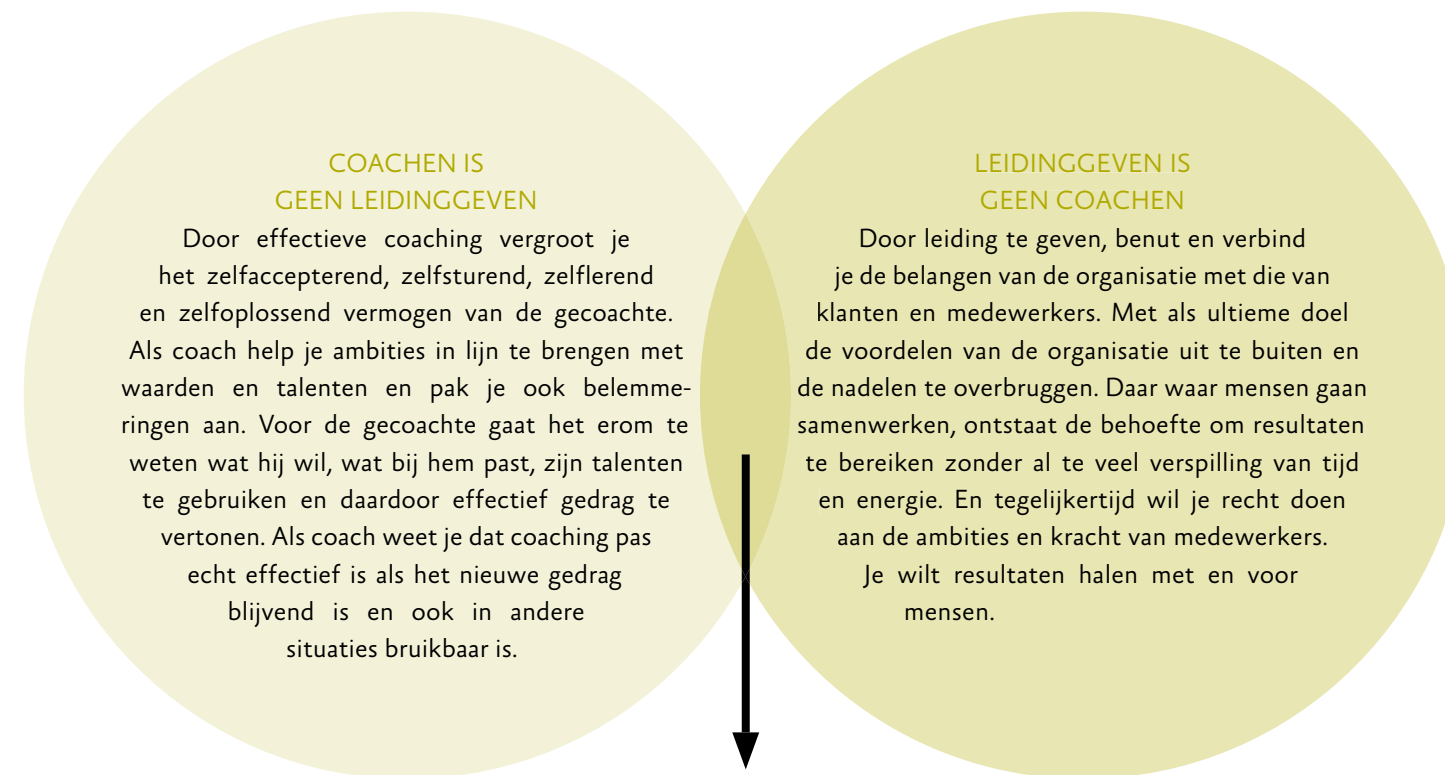 COACHEN IS
GEEN LEIDINGGEVEN
Door effectieve coaching vergroot je
het zelfaccepterend, zelfsturend, zelflerend
en zelfoplossend vermogen van de gecoachte.
Als coach help je ambities in lijn te brengen met
waarden en talenten en pak je ook belemme-
ringen aan. Voor de gecoachte gaat het erom te
weten wat hij wil, wat bij hem past, zijn talenten
te gebruiken en daardoor effectief gedrag te
vertonen. Als coach weet je dat coaching pas
echt effectief is als het nieuwe gedrag
blijvend is en ook in andere
situaties bruikbaar is.
LEIDINGGEVEN IS
GEEN COACHEN
Door leiding te geven, benut en verbind
je de belangen van de organisatie met die van
klanten en medewerkers. Met als ultieme doel
de voordelen van de organisatie uit te buiten en
de nadelen te overbruggen. Daar waar mensen gaan
samenwerken, ontstaat de behoefte om resultaten
te bereiken zonder al te veel verspilling van tijd
en energie. En tegelijkertijd wil je recht doen
aan de ambities en kracht van medewerkers.
Je wilt resultaten halen met en voor
mensen.